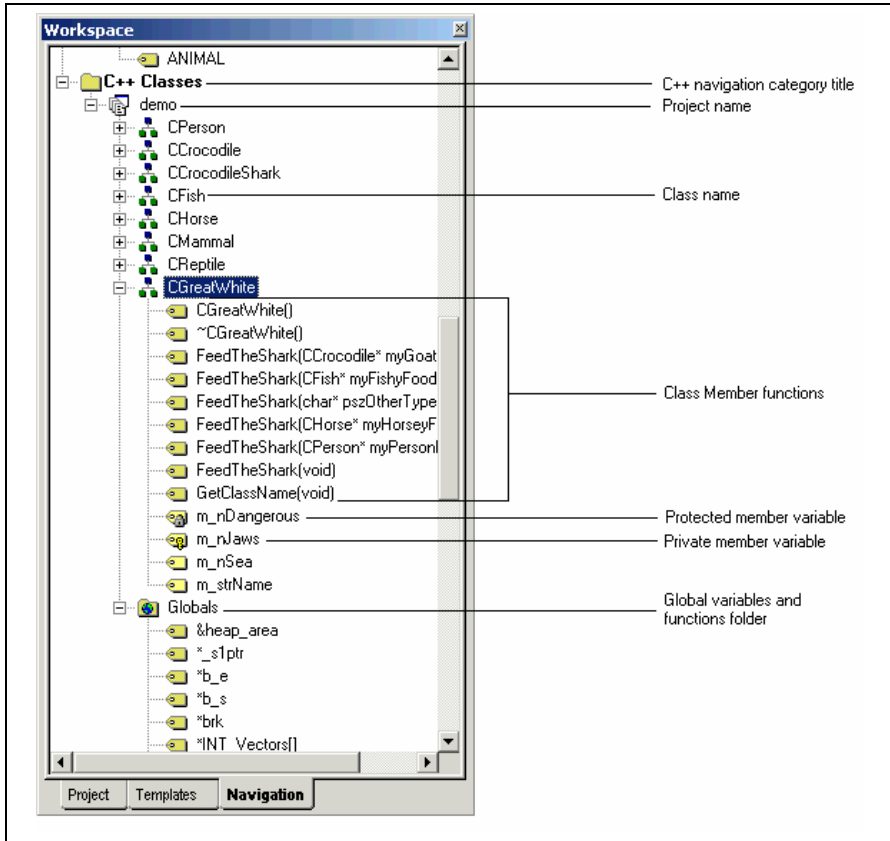 Workspace
ANIMAL
C++ Classes
C++ navigation category title
demo
Project name
CPerson
CCrocodile
CCrocodileShark
CFish
Class name
CHorse
CMammal
CReptile
CGreatWhite
CGreatWhite()
~CGreatWhite()
FeedTheShark(CCrocodile* myGoat
FeedTheShark(CFish* myFishyFood
FeedTheShark(char* pszOtherType
Class Member functions
FeedTheShark(CHorse* myHorseyF
FeedTheShark(CPerson* myPersonI
FeedTheShark(void)
GetClassName(void)
m_nDangerous
Protected member variable
m_nJaws
Private member variable
m_nSea
m_strName
Globals
Global variables and
functions folder
&heap_area
*_s1ptr
*b_e
*b_s
*brk
*INT_Vectors[]
Project
Templates
Navigation